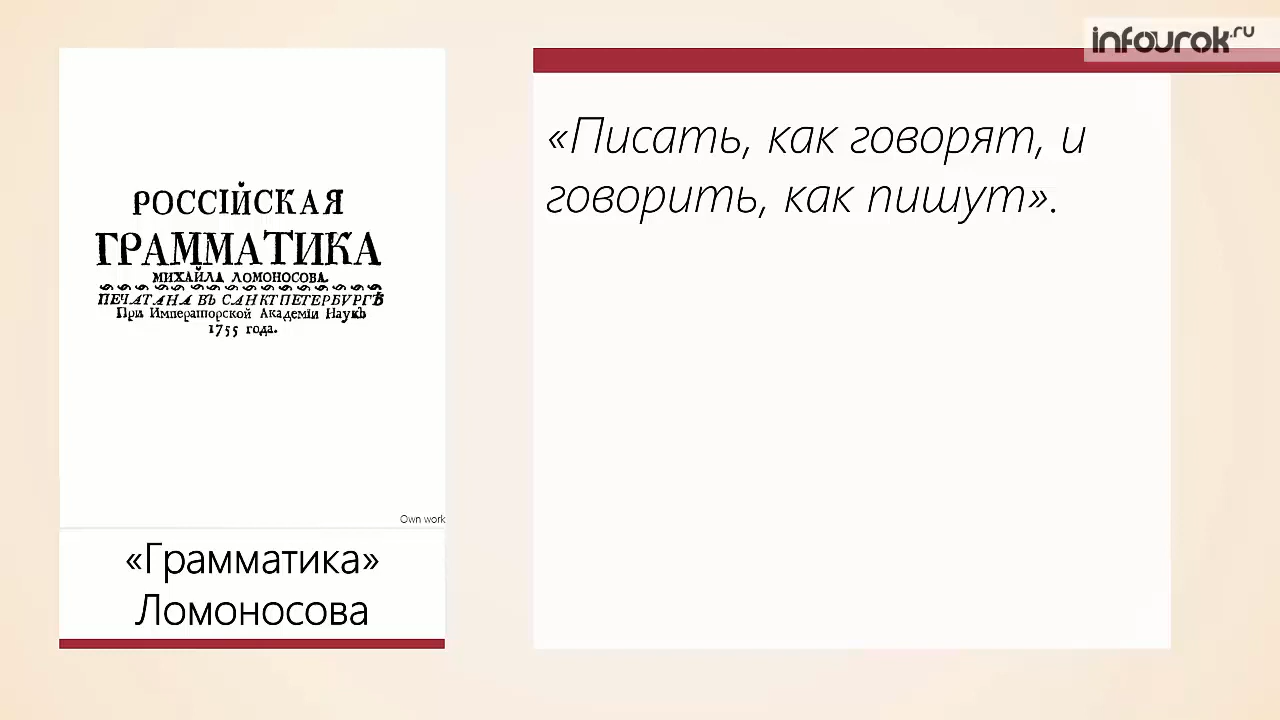 infourok.ru
РОССІЙСКАЯ
ГРАММАТИКА
МИХАЙЛА ЛОМОНОСОВА.
ПЕЧАТАНА ВЪ САНКТПЕТЕРБУРГѢ
При Императорской Академіи Наукъ
1755 года.
Own work
«Грамматика»
Ломоносова
«Писать, как говорят, и
говорить, как пишут».